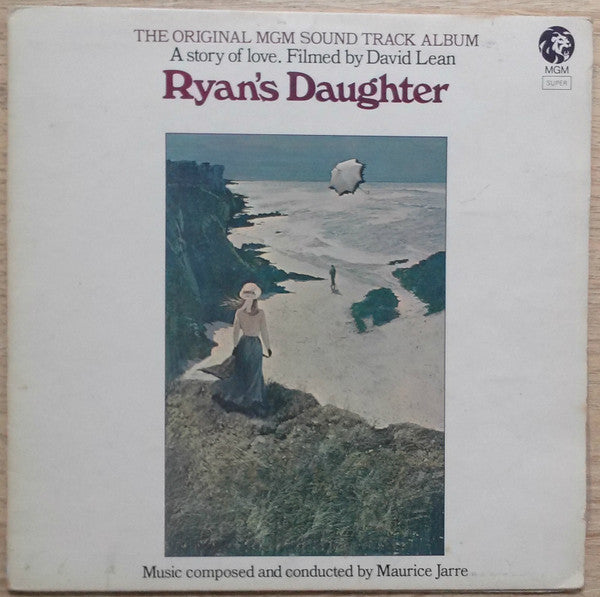 THE ORIGINAL MGM SOUND TRACK ALBUM
A story of love. Filmed by David Lean
Ryan's Daughter
MGM
SUPER
Music composed and conducted by Maurice Jarre